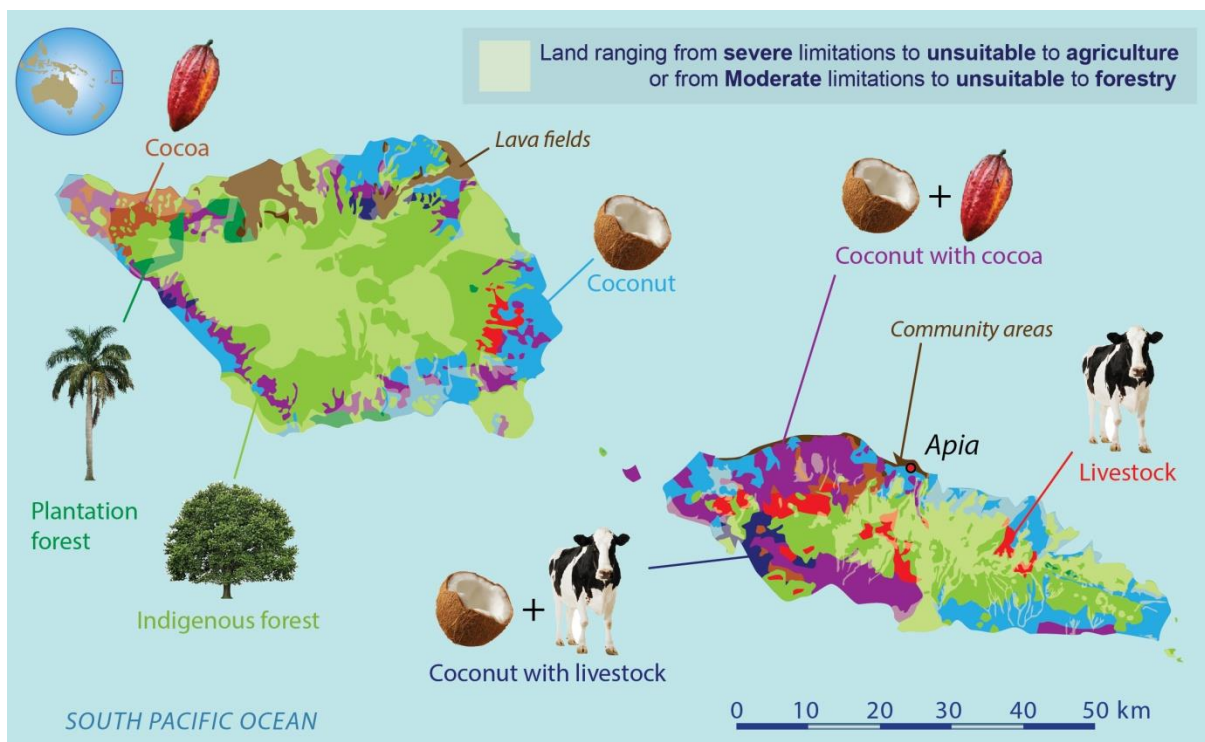 Land ranging from severe limitations to unsuitable to agriculture
or from Moderate limitations to unsuitable to forestry
Cocoa
Lava fields
+
Coconut with cocoa
Coconut
Community areas
Apia
Livestock
Plantation
forest
Indigenous forest
+
Coconut with livestock
SOUTH PACIFIC OCEAN
0 10 20 30 40 50 km